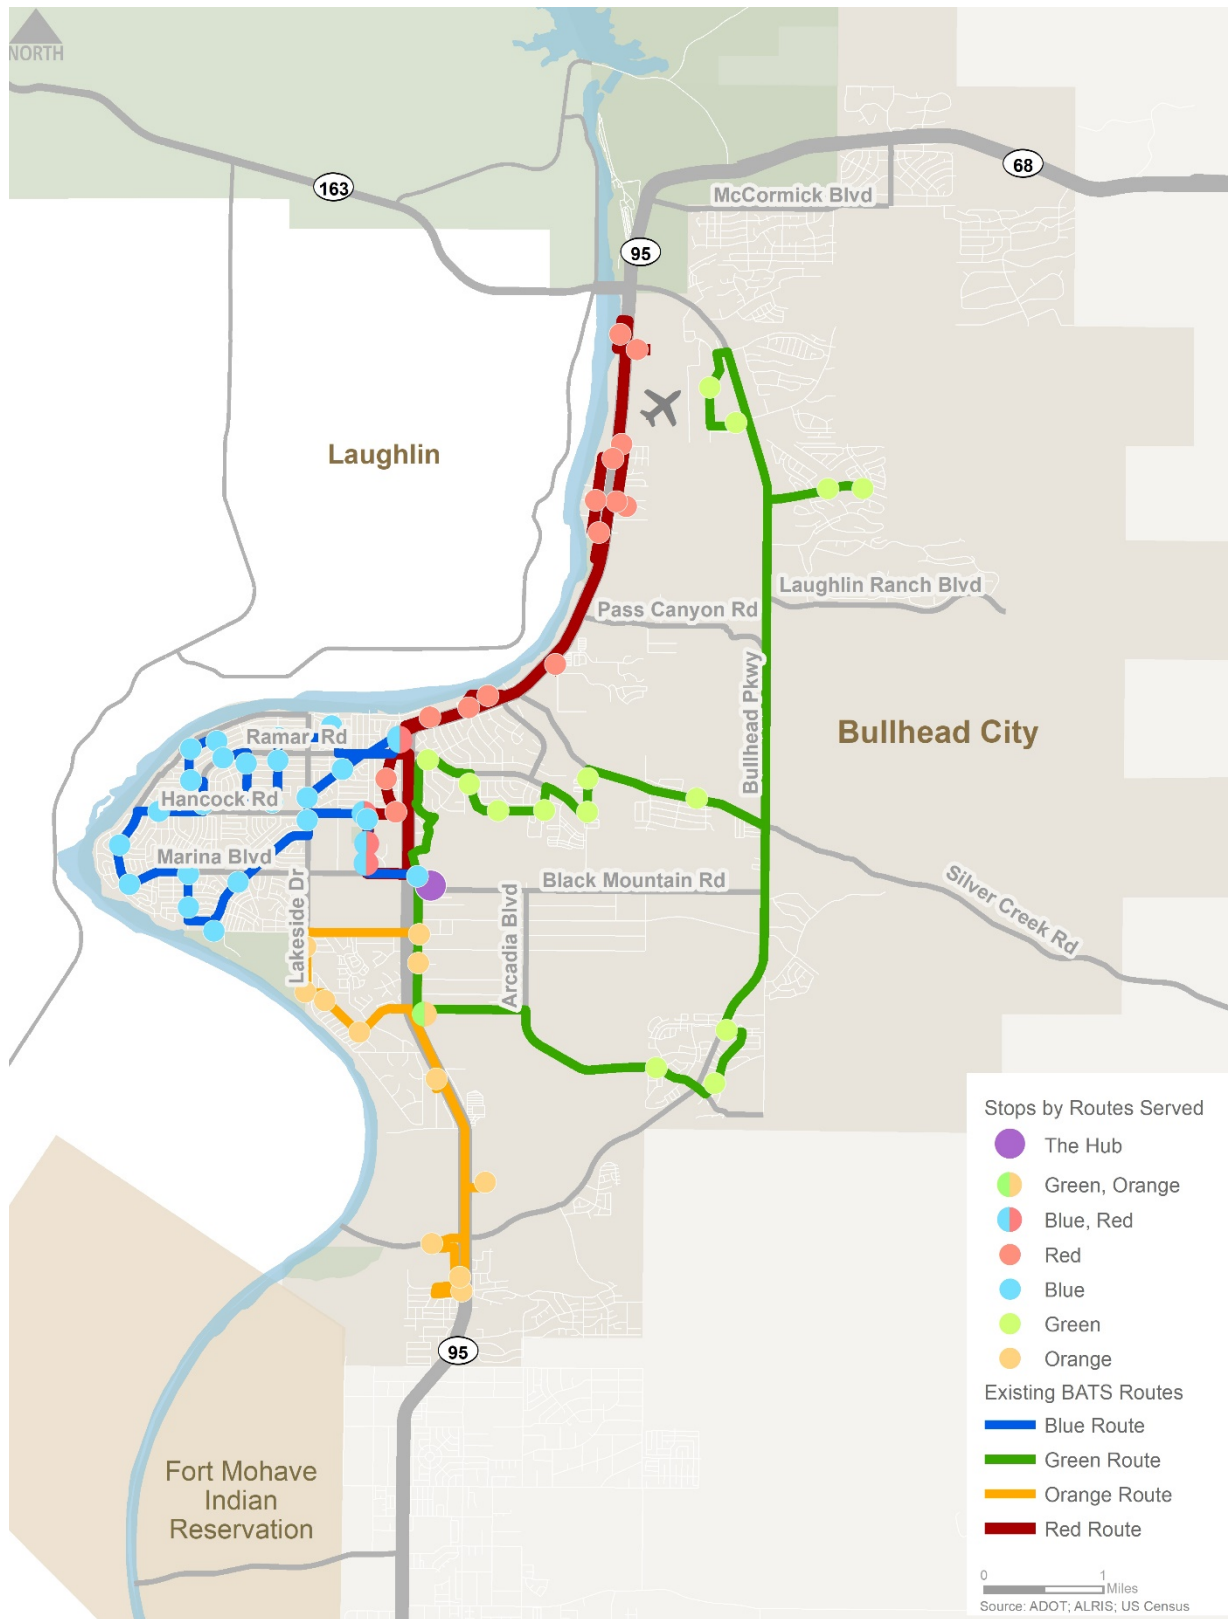 NORTH
163
68
McCormick Blvd
95
Laughlin
Laughlin Ranch Blvd
Pass Canyon Rd
Bullhead Pkwy
Bullhead City
Ramar Rd
Hancock Rd
Marina Blvd
Black Mountain Rd
Lakeside Dr
Arcadia Blvd
Silver Creek Rd
95
Fort Mohave
Indian
Reservation
Stops by Routes Served
The Hub
Green, Orange
Blue, Red
Red
Blue
Green
Orange
Existing BATS Routes
Blue Route
Green Route
Orange Route
Red Route
0 1
Miles
Source: ADOT; ALRIS; US Census